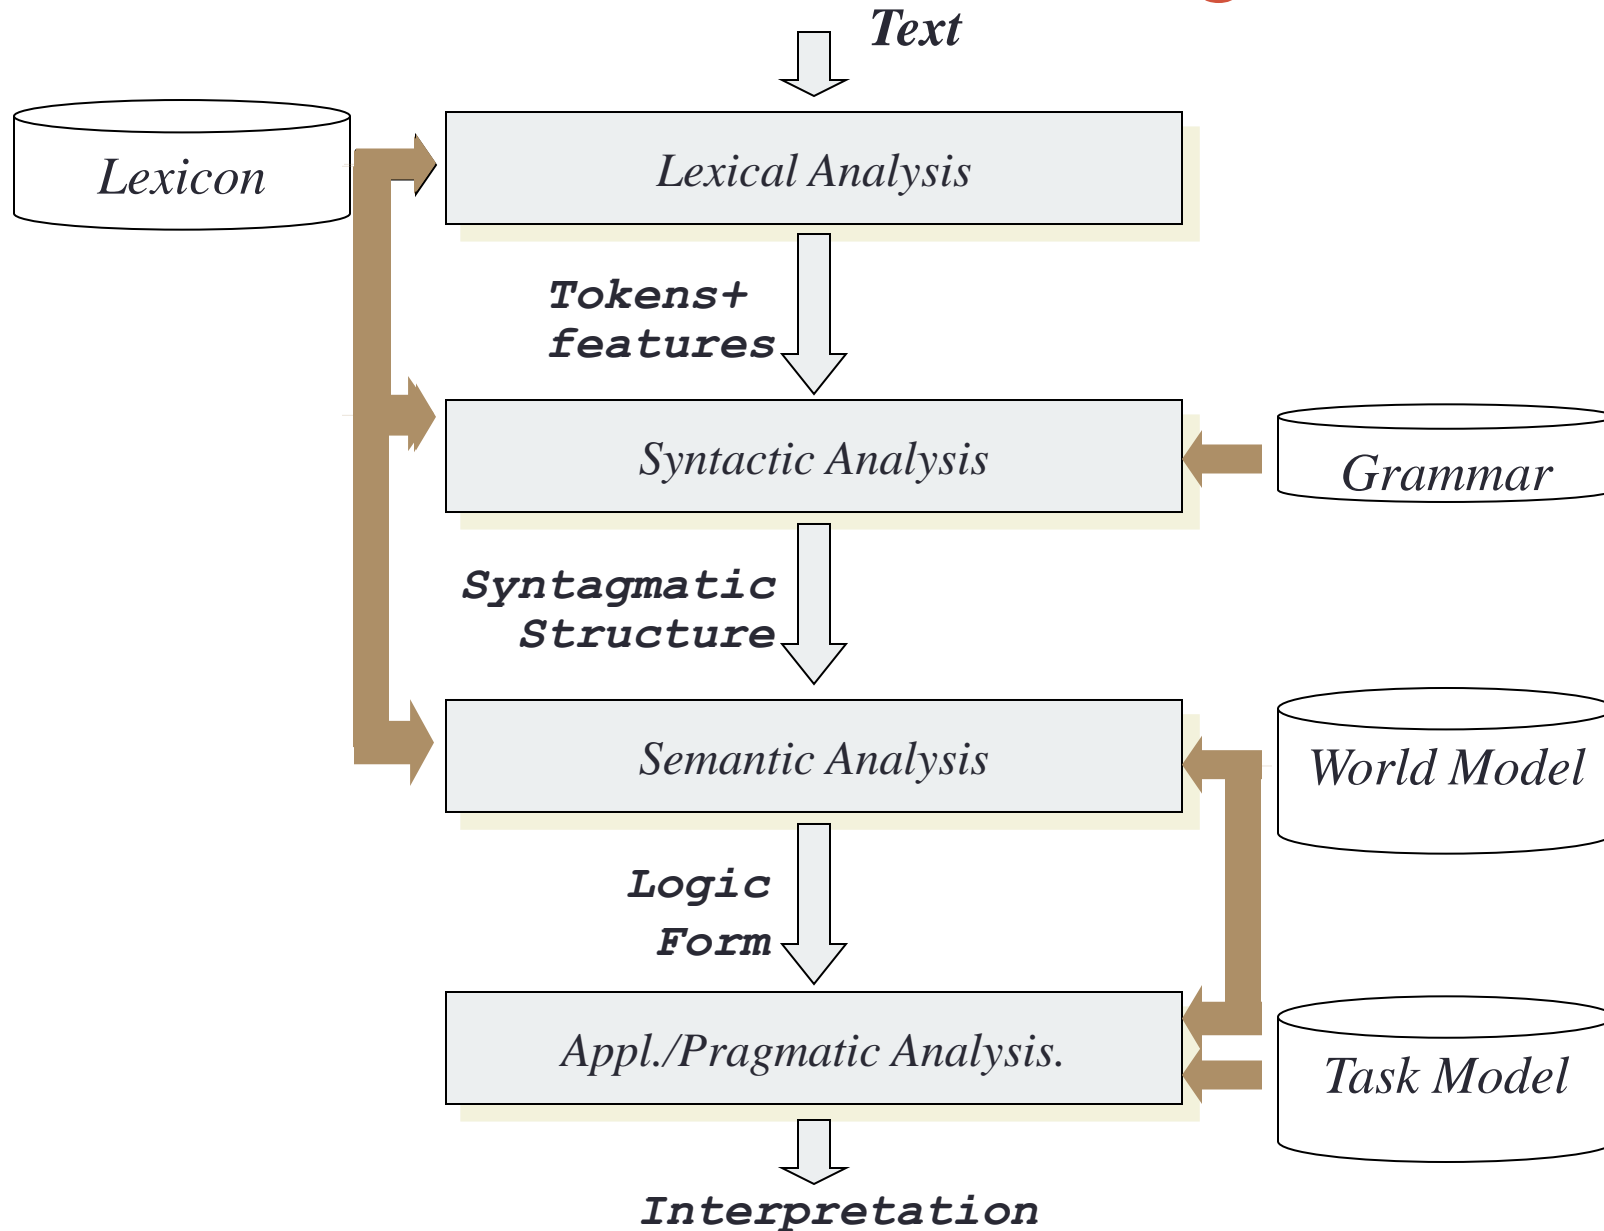 Text
Lexicon
Lexical Analysis
Tokens+
features
Syntactic Analysis
Grammar
Syntagmatic
Structure
Semantic Analysis
World Model
Logic
Form
Appl./Pragmatic Analysis.
Task Model
Interpretation